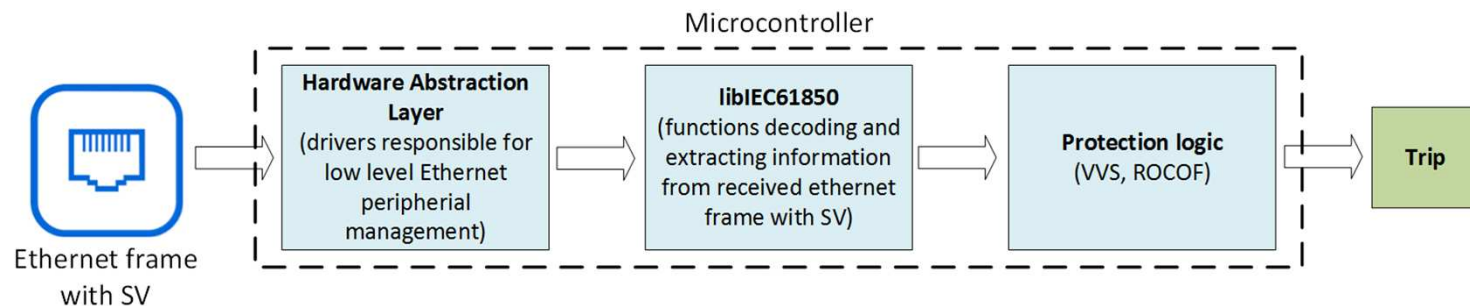 Microcontroller
Ethernet frame
with SV
Hardware Abstraction
Layer
(drivers responsible for
low level Ethernet
peripherial
management)
libIEC61850
(functions decoding and
extracting information
from received ethernet
frame with SV)
Protection logic
(VVS, ROCOF)
Trip